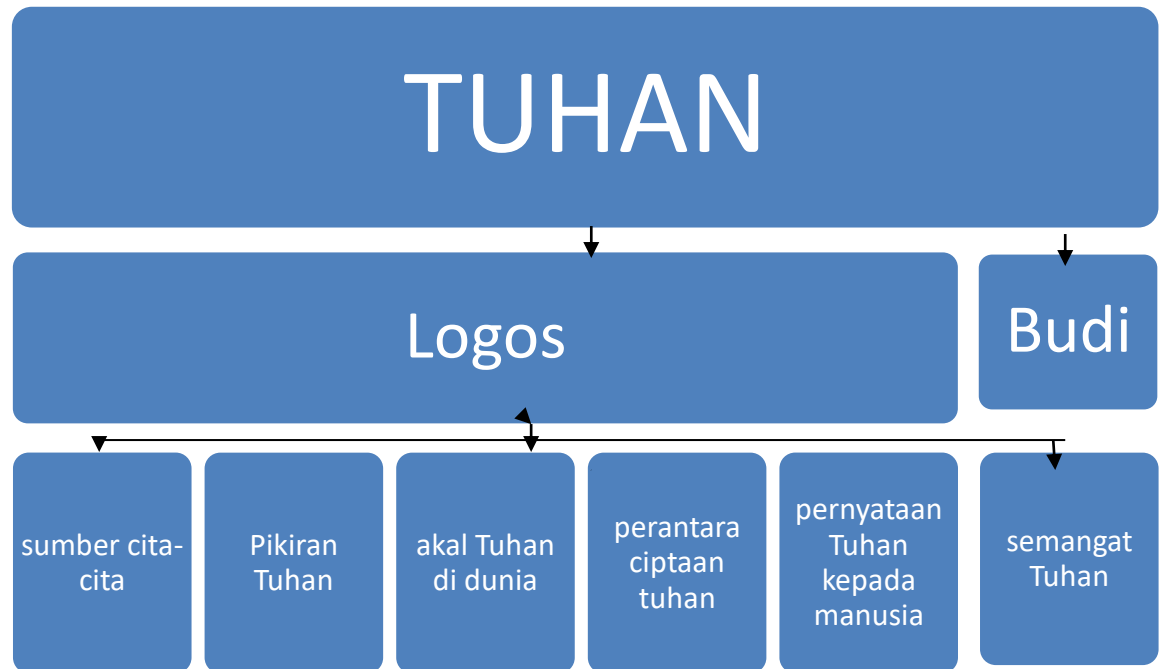 TUHAN
Logos
Budi
sumber cita-
cita
Pikiran
Tuhan
akal Tuhan
di dunia
perantara
ciptaan
tuhan
pernyataan
Tuhan
kepada
manusia
semangat
Tuhan